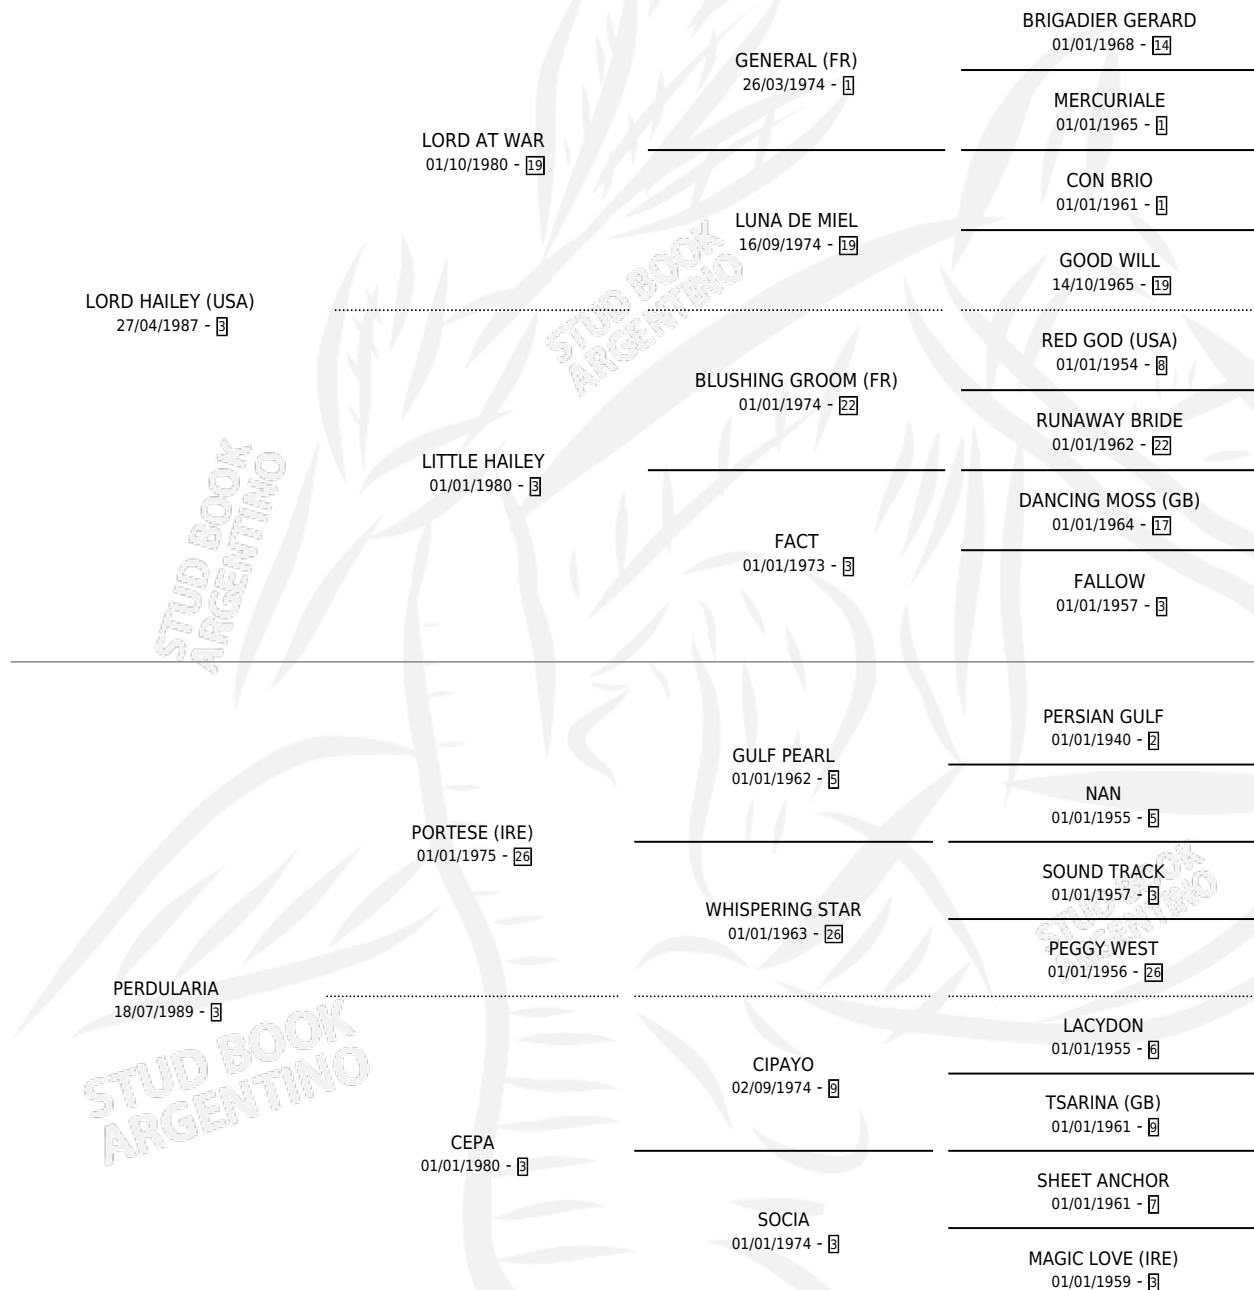 BRIGADIER GERARD
01/01/1968 - 14
GENERAL (FR)
26/03/1974 - 1
MERCURIALE
01/01/1965 - 1
LORD AT WAR
01/10/1980 - 19
CON BRIO
01/01/1961 - 1
LUNA DE MIEL
16/09/1974 - 19
GOOD WILL
14/10/1965 - 19
LORD HAILEY (USA)
27/04/1987 - 3
RED GOD (USA)
01/01/1954 - 8
BLUSHING GROOM (FR)
01/01/1974 - 22
RUNAWAY BRIDE
01/01/1962 - 22
LITTLE HAILEY
01/01/1980 - 3
DANCING MOSS (GB)
01/01/1964 - 17
FACT
01/01/1973 - 3
FALLOW
01/01/1957 - 3
PERSIAN GULF
01/01/1940 - 2
GULF PEARL
01/01/1962 - 5
NAN
01/01/1955 - 5
PORTESE (IRE)
01/01/1975 - 26
SOUND TRACK
01/01/1957 - 3
WHISPERING STAR
01/01/1963 - 26
PEGGY WEST
01/01/1956 - 26
PERDULARIA
18/07/1989 - 3
LACYDON
01/01/1955 - 6
CIPAYO
02/09/1974 - 9
TSARINA (GB)
01/01/1961 - 9
CEPA
01/01/1980 - 3
SHEET ANCHOR
01/01/1961 - 7
SOCIA
01/01/1974 - 3
MAGIC LOVE (IRE)
01/01/1959 - 3
STUD BOOK
ARGENTINO
STUD BOOK
ARGENTINO
STUD BOOK
ARGENTINO
STUD BOOK
ARGENTINO